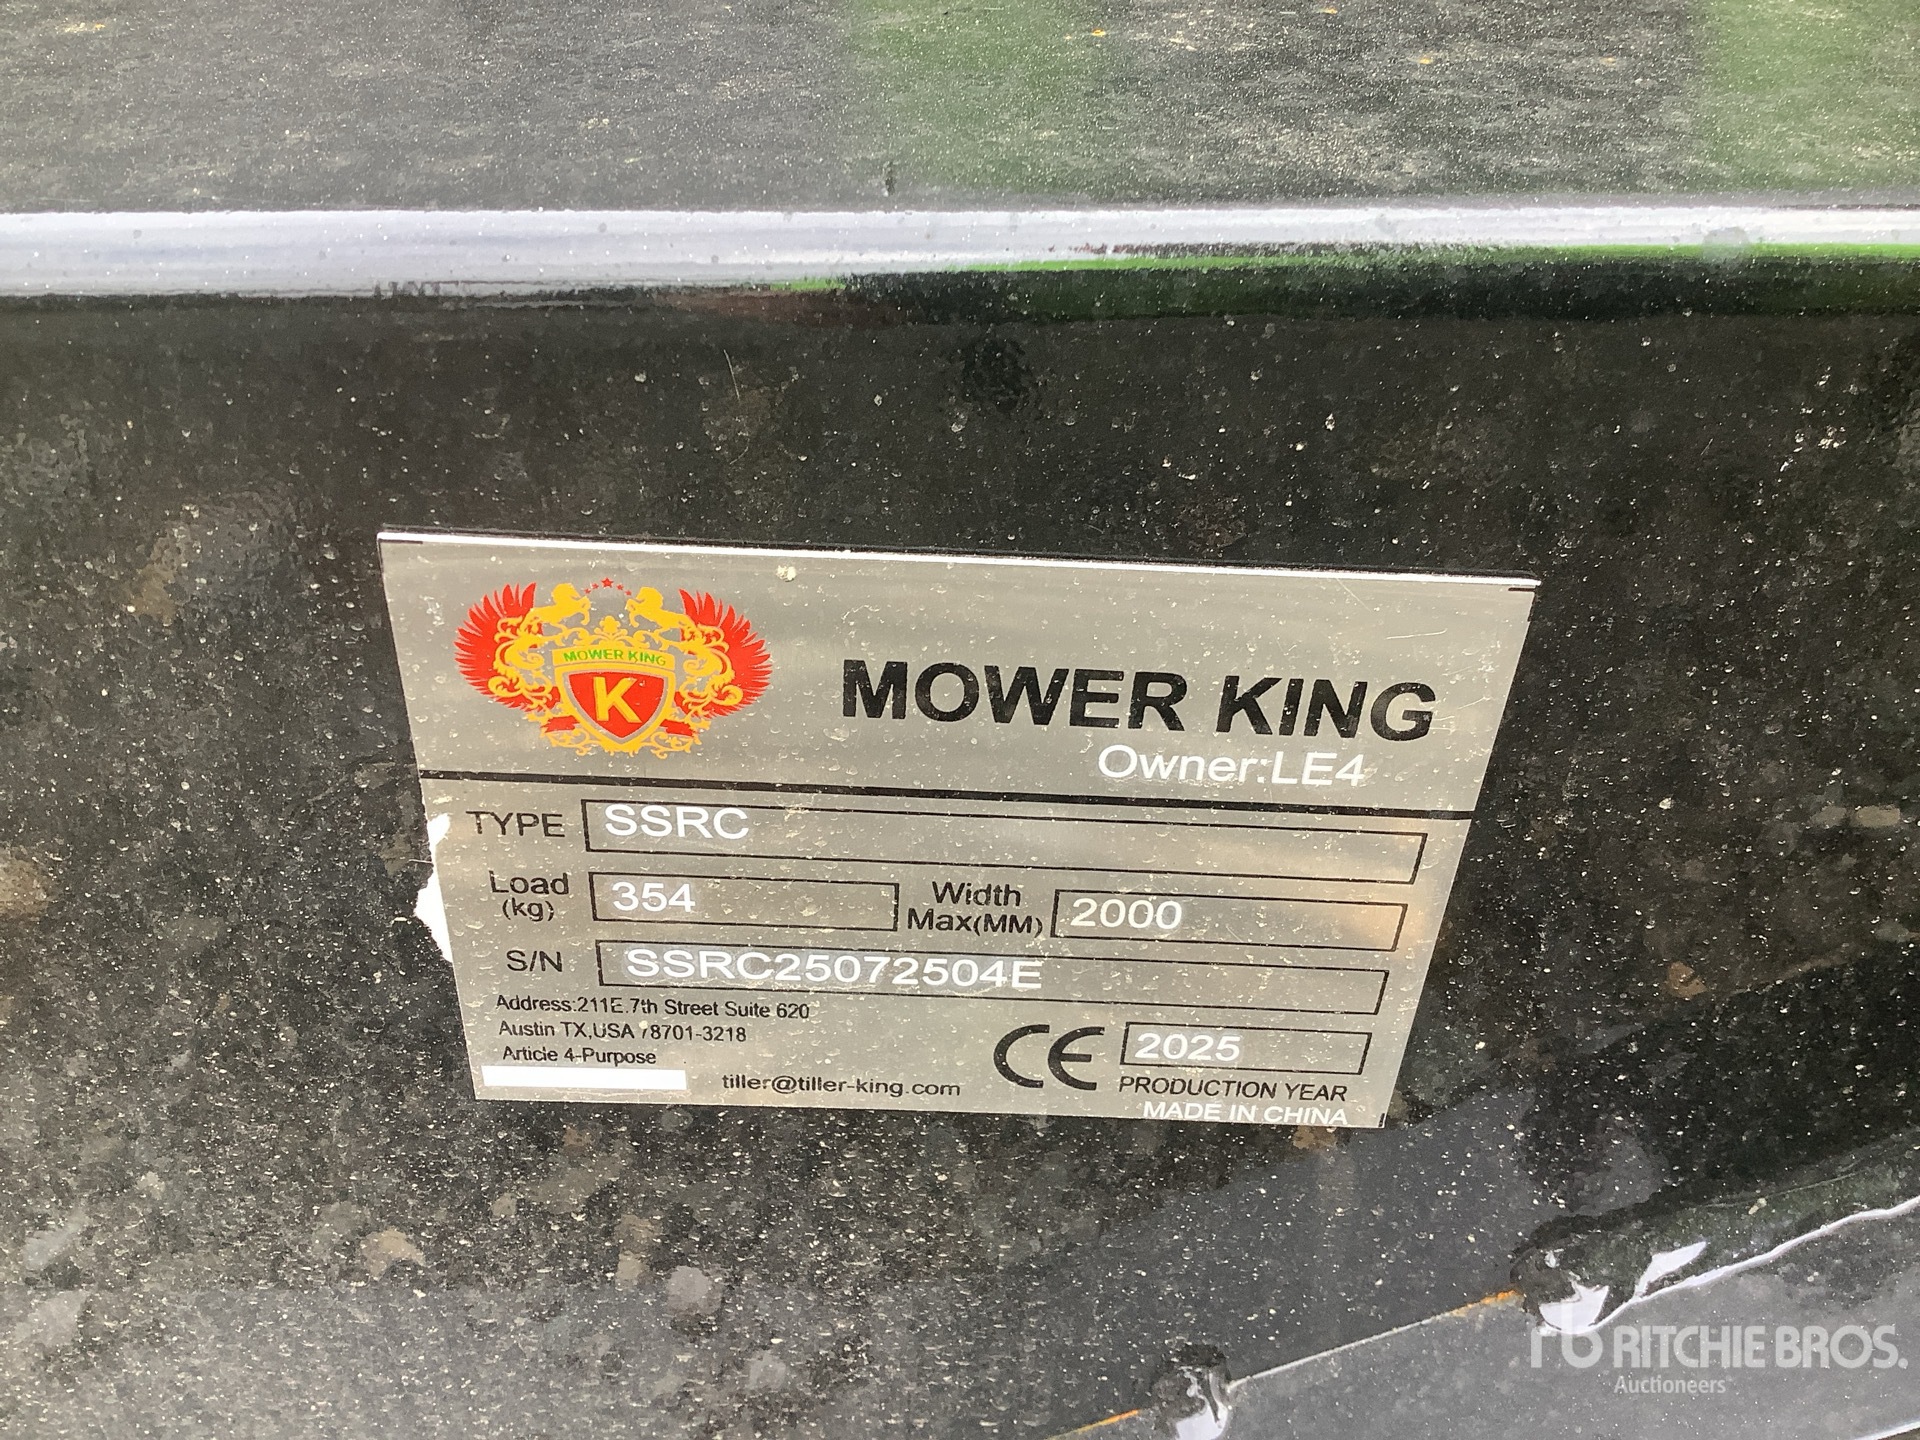 MOWER KING
K
MOWER KING
Owner:LE4
TYPE SSRC
Load (kg) 354 Width Max(MM) 2000
S/N SSRC25072504E
Address:211E.7th Street Suite 620
Austin TX,USA 78701-3218
Article 4-Purpose
tiller@tiller-king.com
CE 2025
PRODUCTION YEAR
MADE IN CHINA
rb RITCHIE BROS.
Auctioneers